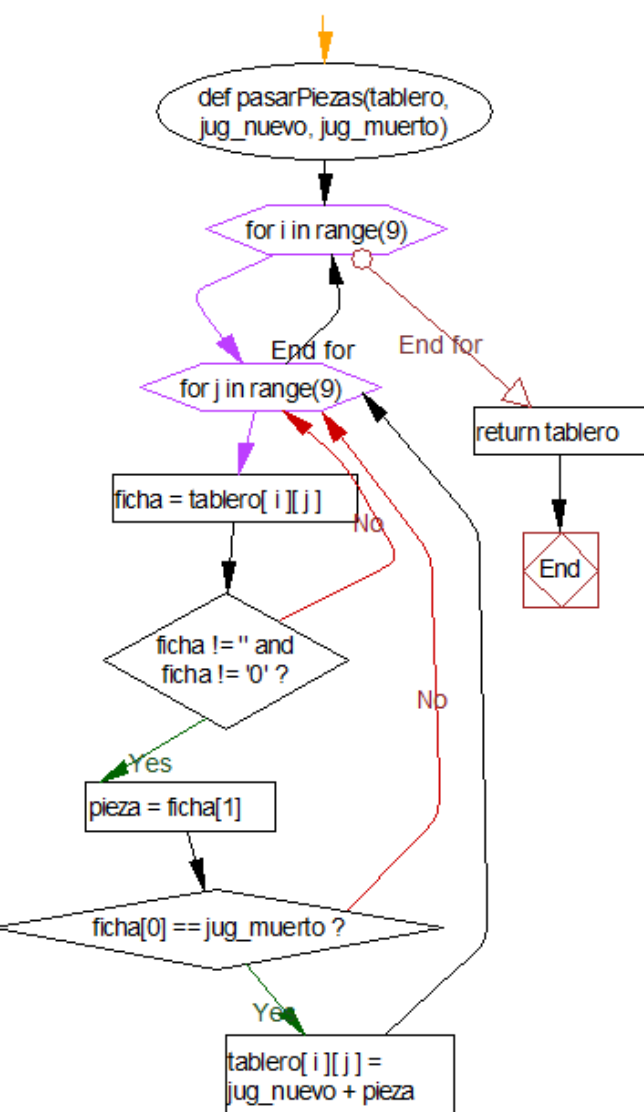 def pasarPiezas(tablero,
jug_nuevo, jug_muerto)
for i in range(9)
End for
End for
for j in range(9)
return tablero
ficha = tablero[ i ][ j ]
No
End
ficha != '' and
ficha != '0' ?
No
Yes
pieza = ficha[1]
ficha[0] == jug_muerto ?
Yes
tablero[ i ][ j ] =
jug_nuevo + pieza